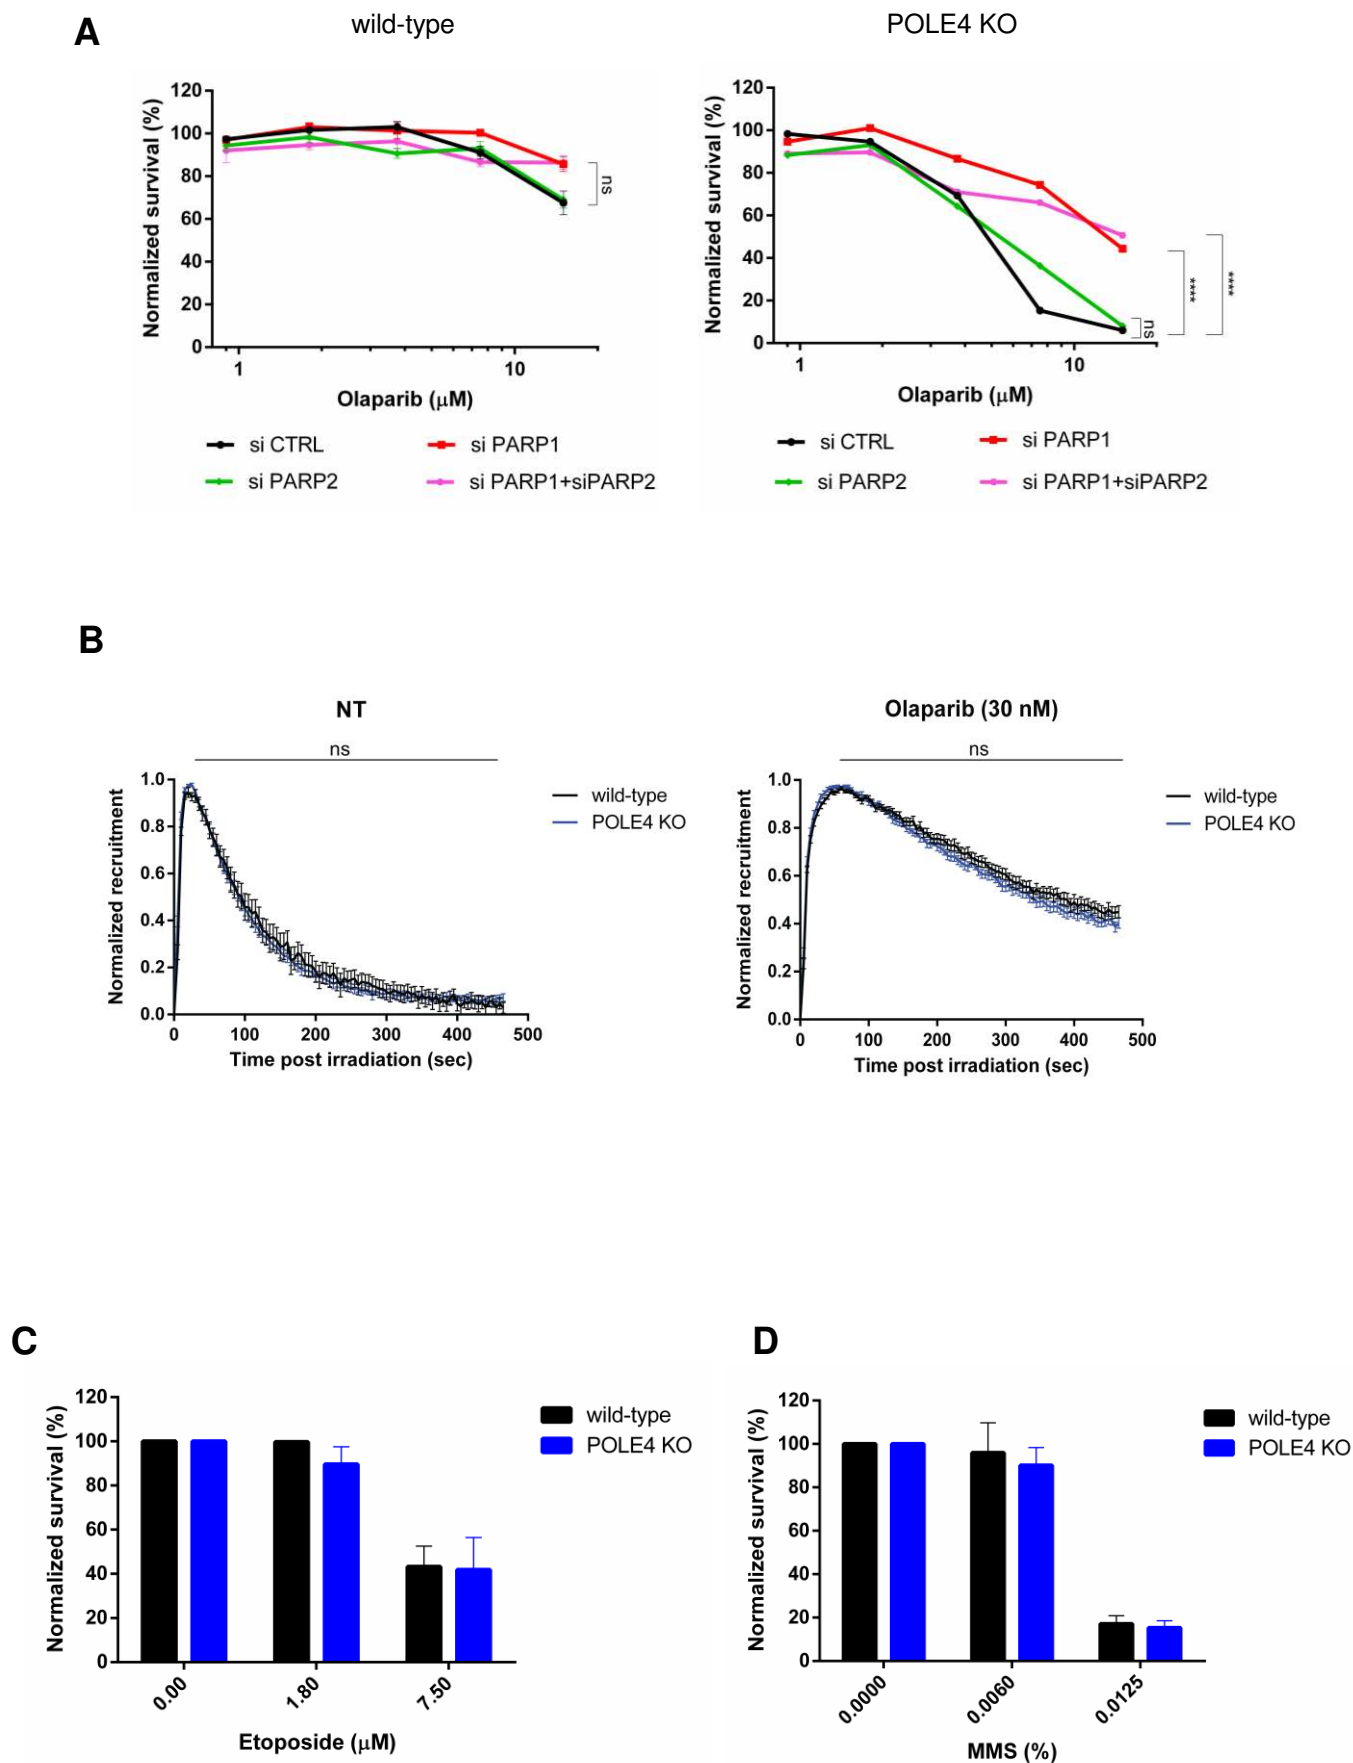 A
wild-type
POLE4 KO
Normalized survival (%)
120
100
80
60
40
20
0
1
10
ns
Olaparib (μM)
si CTRL
si PARP1
si PARP2
si PARP1+siPARP2
Normalized survival (%)
120
100
80
60
40
20
0
1
10
ns
****
****
Olaparib (μM)
si CTRL
si PARP1
si PARP2
si PARP1+siPARP2
B
NT
ns
Normalized recruitment
1.0
0.8
0.6
0.4
0.2
0.0
0
100
200
300
400
500
Time post irradiation (sec)
wild-type
POLE4 KO
Olaparib (30 nM)
ns
Normalized recruitment
1.0
0.8
0.6
0.4
0.2
0.0
0
100
200
300
400
500
Time post irradiation (sec)
wild-type
POLE4 KO
C
Normalized survival (%)
120
100
80
60
40
20
0
0.00
1.80
7.50
Etoposide (μM)
wild-type
POLE4 KO
D
Normalized survival (%)
120
100
80
60
40
20
0
0.0000
0.0060
0.0125
MMS (%)
wild-type
POLE4 KO